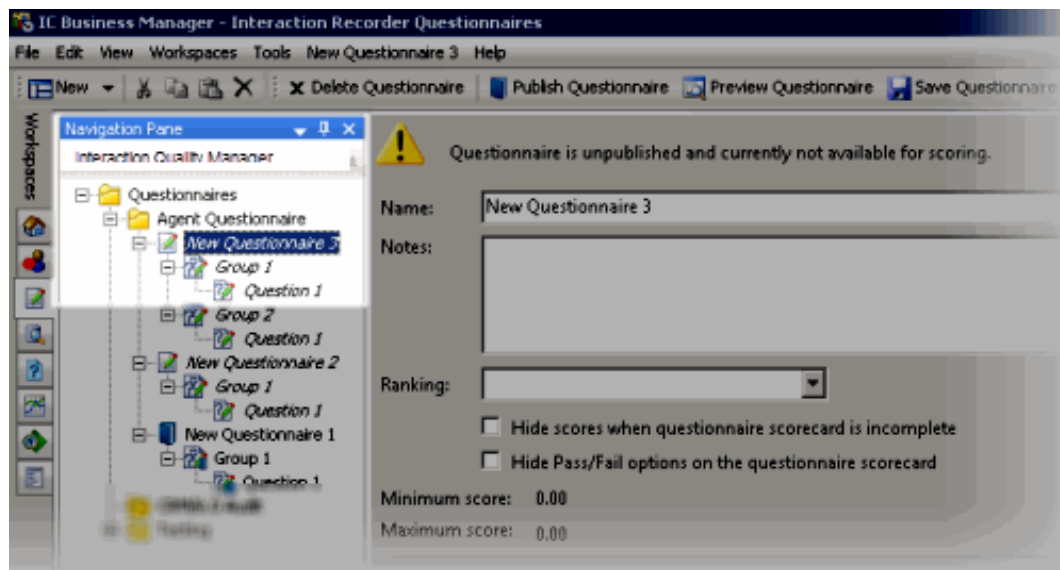 IC Business Manager - Interaction Recorder Questionnaires
File Edit View Workspaces Tools New Questionnaire 3 Help
New Delete Questionnaire Publish Questionnaire Preview Questionnaire Save Questionnaire
Workspaces
Navigation Pane
Interaction Quality Manager
Questionnaires
Agent Questionnaire
New Questionnaire 3
Group 1
Question 1
Group 2
Question 1
New Questionnaire 2
Group 1
Question 1
New Questionnaire 1
Group 1
Question 1
Questionnaire is unpublished and currently not available for scoring.
Name: New Questionnaire 3
Notes:
Ranking:
Hide scores when questionnaire scorecard is incomplete
Hide Pass/Fail options on the questionnaire scorecard
Minimum score: 0.00
Maximum score: 0.00